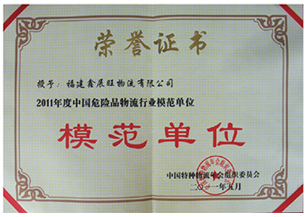 荣誉证书
授予：福建鑫展旺物流有限公司
2011年度中国危险品物流行业模范单位
模范单位
中国特种物流年会组织委员会
二〇一一年五月